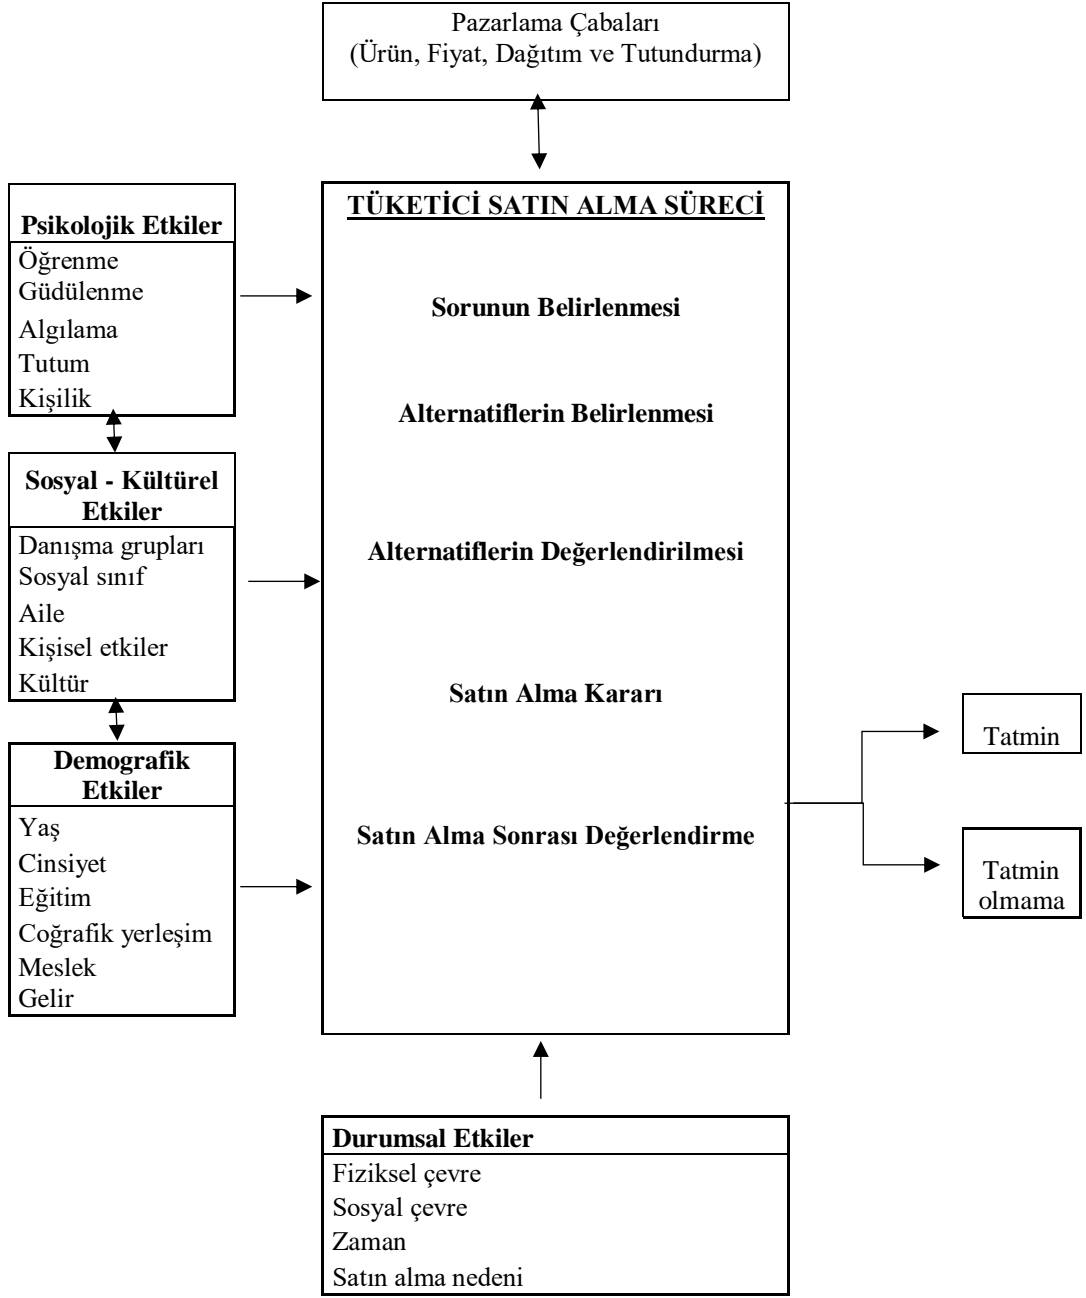 Pazarlama Çabaları
(Ürün, Fiyat, Dağıtım ve Tutundurma)
Psikolojik Etkiler
Öğrenme
Güdülenme
Algılama
Tutum
Kişilik
Sosyal - Kültürel
Etkiler
Danışma grupları
Sosyal sınıf
Aile
Kişisel etkiler
Kültür
Demografik
Etkiler
Yaş
Cinsiyet
Eğitim
Coğrafik yerleşim
Meslek
Gelir
TÜKETİCİ SATIN ALMA SÜRECİ
Sorunun Belirlenmesi
Alternatiflerin Belirlenmesi
Alternatiflerin Değerlendirilmesi
Satın Alma Kararı
Satın Alma Sonrası Değerlendirme
Tatmin
Tatmin
olmama
Durumsal Etkiler
Fiziksel çevre
Sosyal çevre
Zaman
Satın alma nedeni